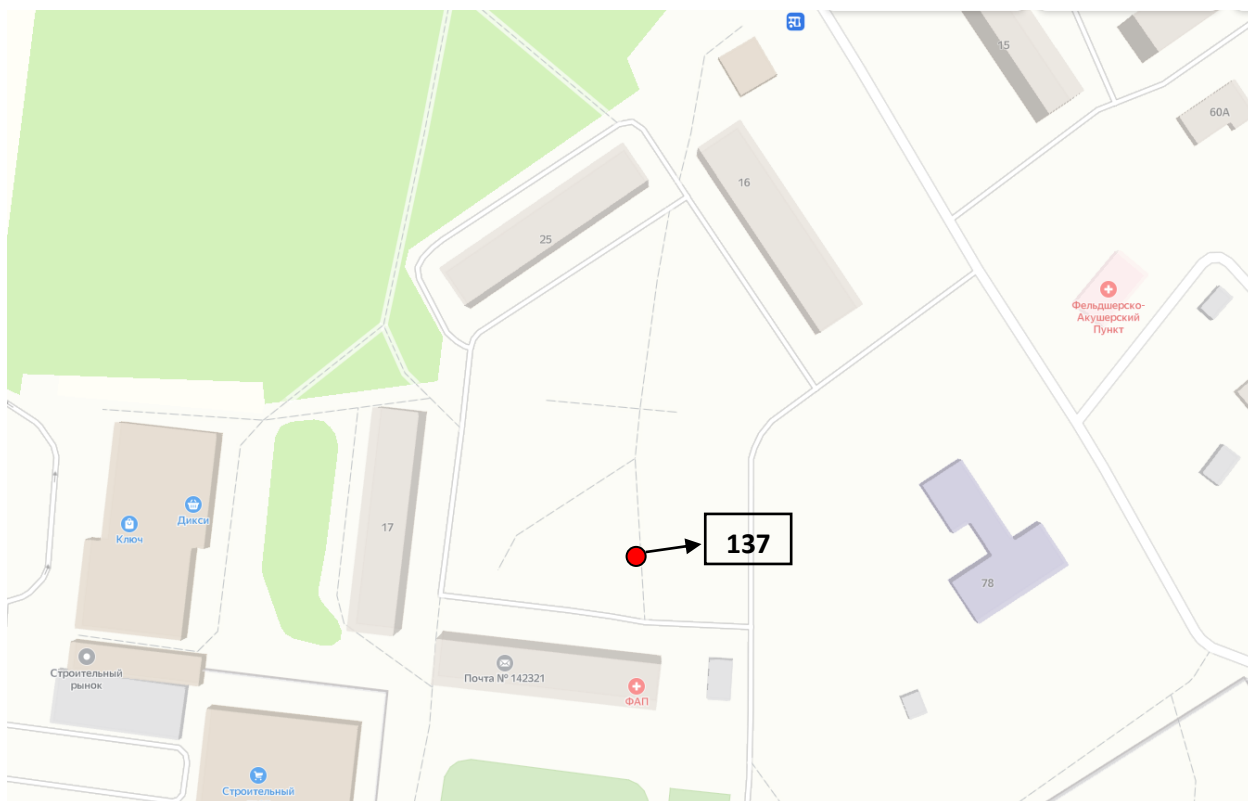 15
60А
16
25
Фельдшерско-
Акушерский
Пункт
Дикси
Ключ
17
137
78
Строительный
рынок
Почта № 142321
ФАП
Строительный